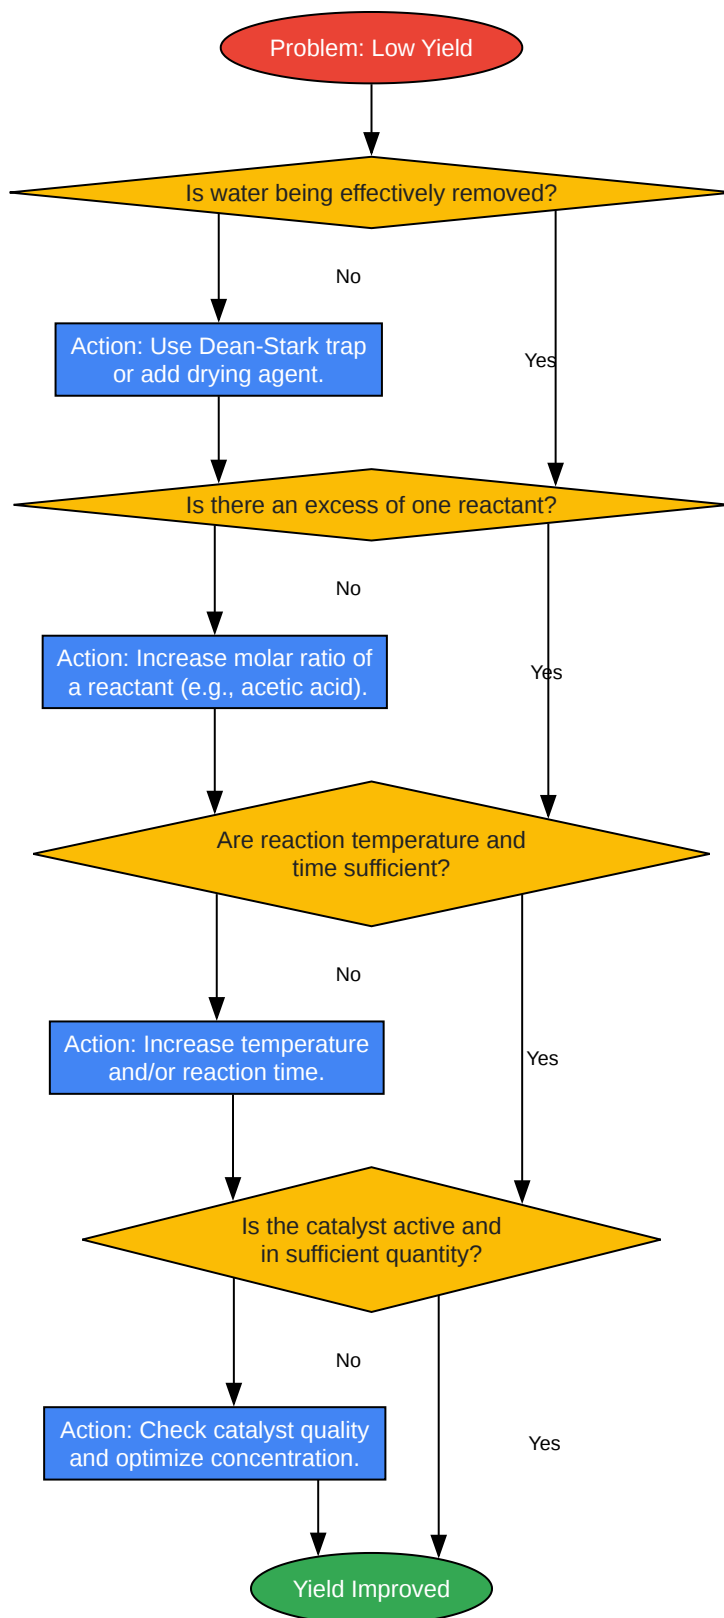 Problem: Low Yield
Is water being effectively removed?
No
Action: Use Dean-Stark trap
or add drying agent.
Yes
Is there an excess of one reactant?
No
Action: Increase molar ratio of
a reactant (e.g., acetic acid).
Yes
Are reaction temperature and
time sufficient?
No
Action: Increase temperature
and/or reaction time.
Yes
Is the catalyst active and
in sufficient quantity?
No
Action: Check catalyst quality
and optimize concentration.
Yes
Yield Improved